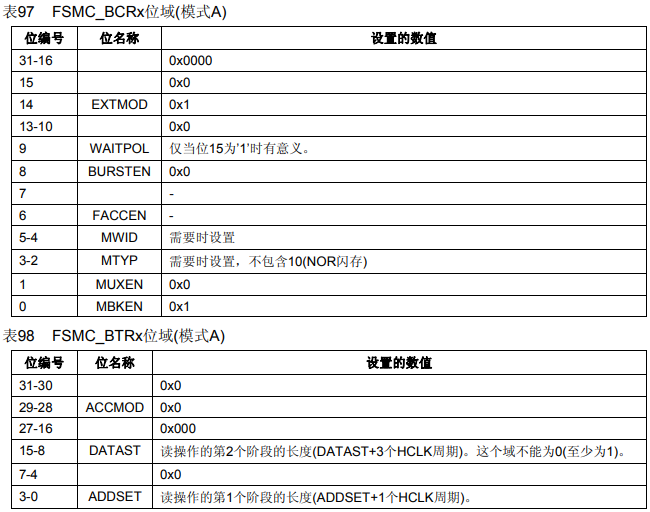 表97 FSMC_BCRx位域(模式A)
位编号 位名称 设置的数值
31-16 0x0000
15 0x0
14 EXTMOD 0x1
13-10 0x0
9 WAITPOL 仅当位15为'1'时有意义。
8 BURSTEN 0x0
7 -
6 FACCEN -
5-4 MWID 需要时设置
3-2 MTYP 需要时设置，不包含10(NOR闪存)
1 MUXEN 0x0
0 MBKEN 0x1
表98 FSMC_BTRx位域(模式A)
位编号 位名称 设置的数值
31-30 0x0
29-28 ACCMOD 0x0
27-16 0x000
15-8 DATAST 读操作的第2个阶段的长度(DATAST+3个HCLK周期)。这个域不能为0(至少为1)。
7-4 0x0
3-0 ADDSET 读操作的第1个阶段的长度(ADDSET+1个HCLK周期)。